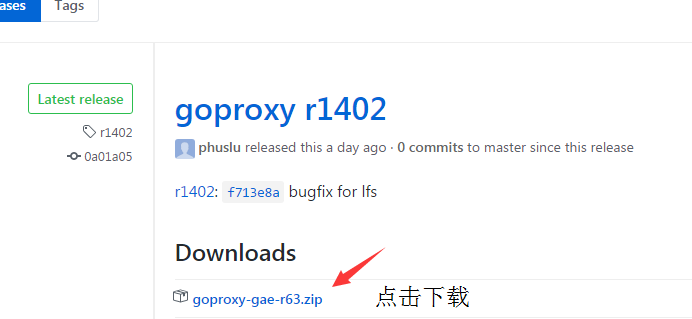 ases Tags
Latest release
r1402
0a01a05
goproxy r1402
phuslu released this a day ago · 0 commits to master since this release
r1402: f713e8a bugfix for lfs
Downloads
goproxy-gae-r63.zip 点击下载